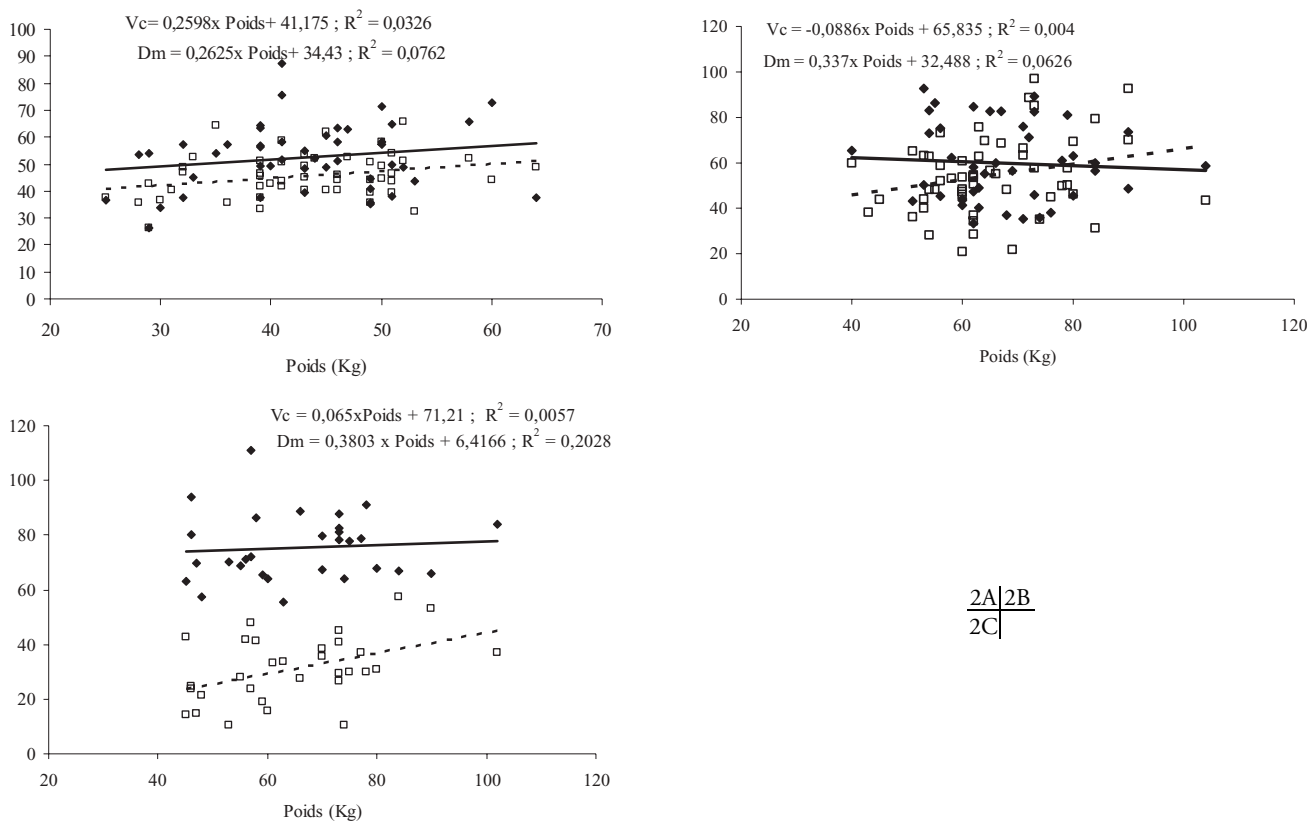 Vc= 0,2598x Poids+ 41,175 ; R² = 0,0326
Dm = 0,2625x Poids+ 34,43 ; R² = 0,0762
100
90
80
70
60
50
40
30
20
10
0
20 30 40 50 60 70
Poids (Kg)
Vc = -0,0886x Poids + 65,835 ; R² = 0,004
Dm = 0,337x Poids + 32,488 ; R² = 0,0626
120
100
80
60
40
20
0
20 40 60 80 100 120
Poids (Kg)
Vc = 0,065xPoids + 71,21 ; R² = 0,0057
Dm = 0,3803 x Poids + 6,4166 ; R² = 0,2028
120
100
80
60
40
20
0
20 40 60 80 100 120
Poids (Kg)
2A 2B
2C